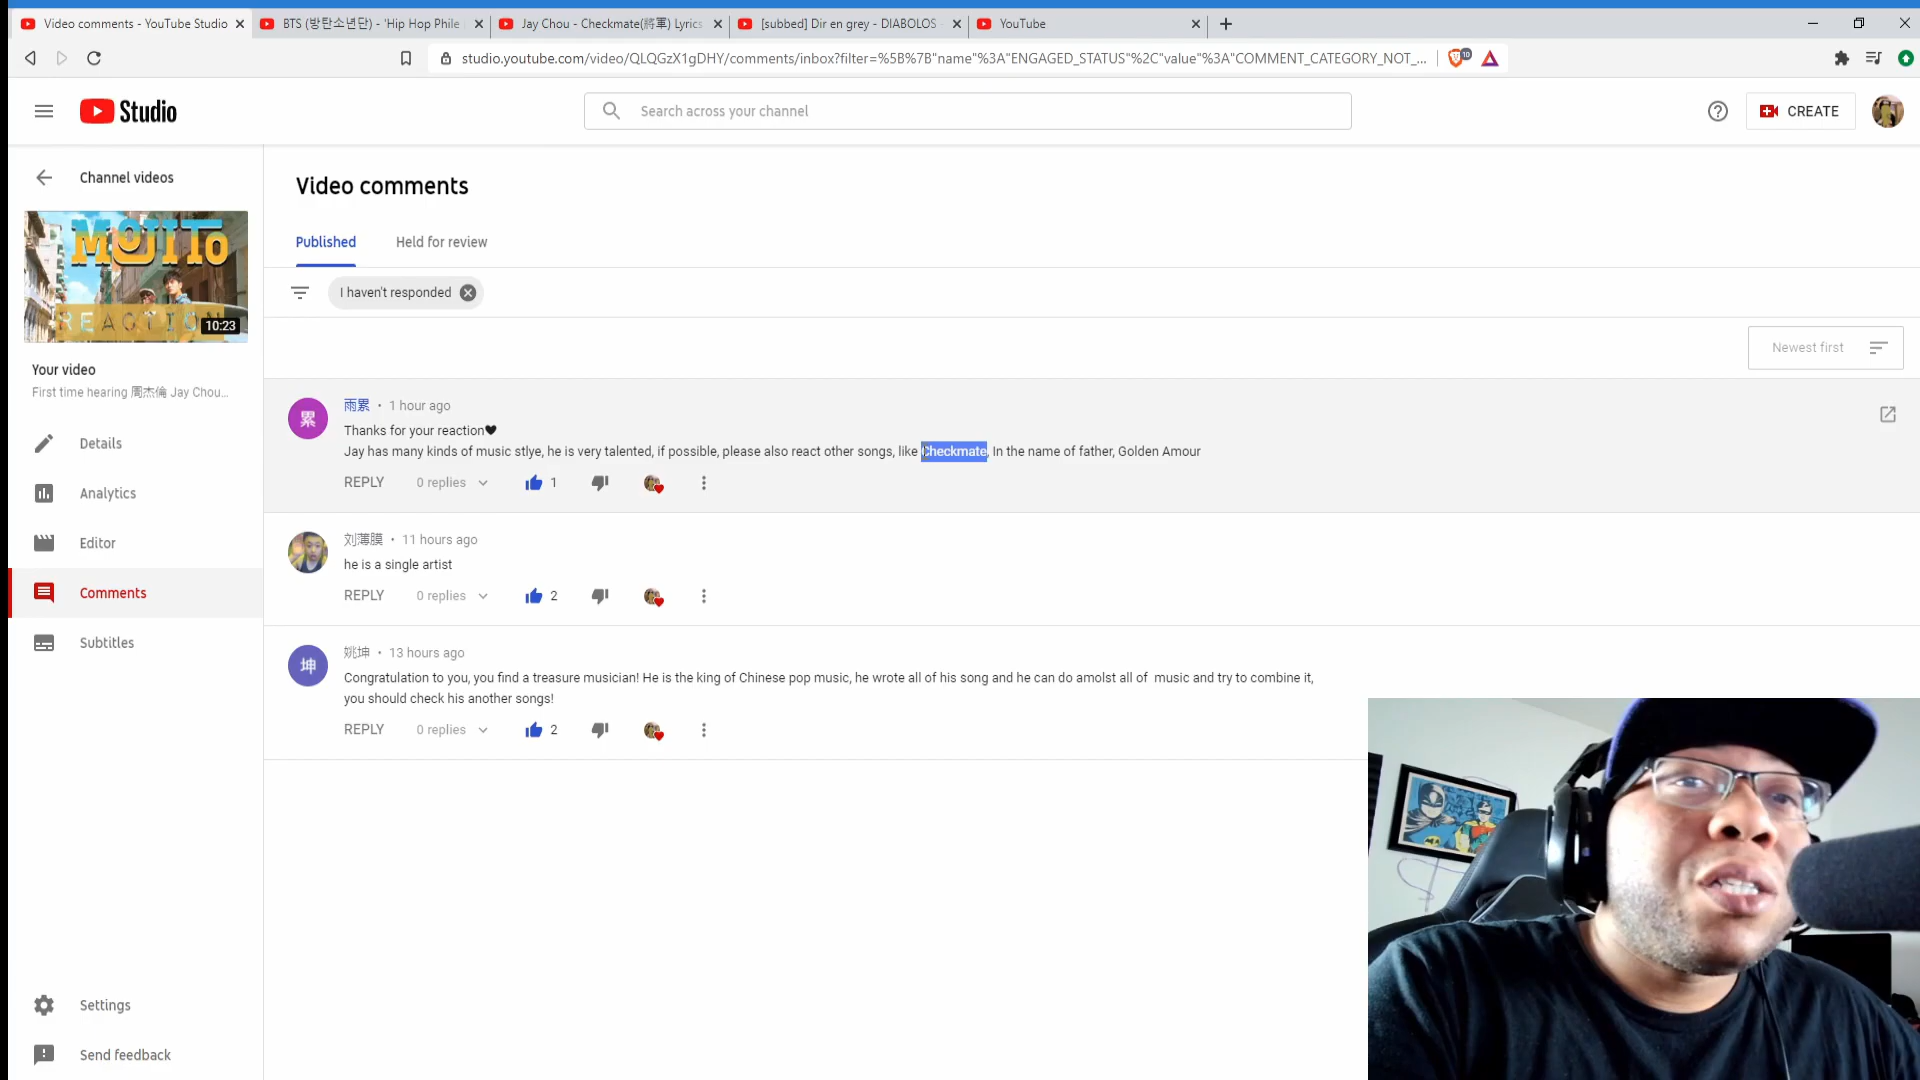 Video comments - YouTube Studio
BTS (방탄소년단) - 'Hip Hop Phile
Jay Chou - Checkmate(將軍) Lyrics
[subbed] Dir en grey - DIABOLOS -
YouTube
studio.youtube.com/video/QLQGzX1gDHY/comments/inbox?filter=%5B%7B"name"%3A"ENGAGED_STATUS"%2C"value"%3A"COMMENT_CATEGORY_NOT_...
10
Studio
Search across your channel
CREATE
Channel videos
MOJITO
REACTION
10:23
Your video
First time hearing 周杰倫 Jay Chou...
Details
Analytics
Editor
Comments
Subtitles
Settings
Send feedback
Video comments
Published
Held for review
I haven't responded
Newest first
累
雨累 • 1 hour ago
Thanks for your reaction🖤
Jay has many kinds of music stlye, he is very talented, if possible, please also react other songs, like Checkmate, In the name of father, Golden Amour
REPLY 0 replies 1
刘薄膜 • 11 hours ago
he is a single artist
REPLY 0 replies 2
坤
姚坤 • 13 hours ago
Congratulation to you, you find a treasure musician! He is the king of Chinese pop music, he wrote all of his song and he can do amolst all of music and try to combine it,
you should check his another songs!
REPLY 0 replies 2